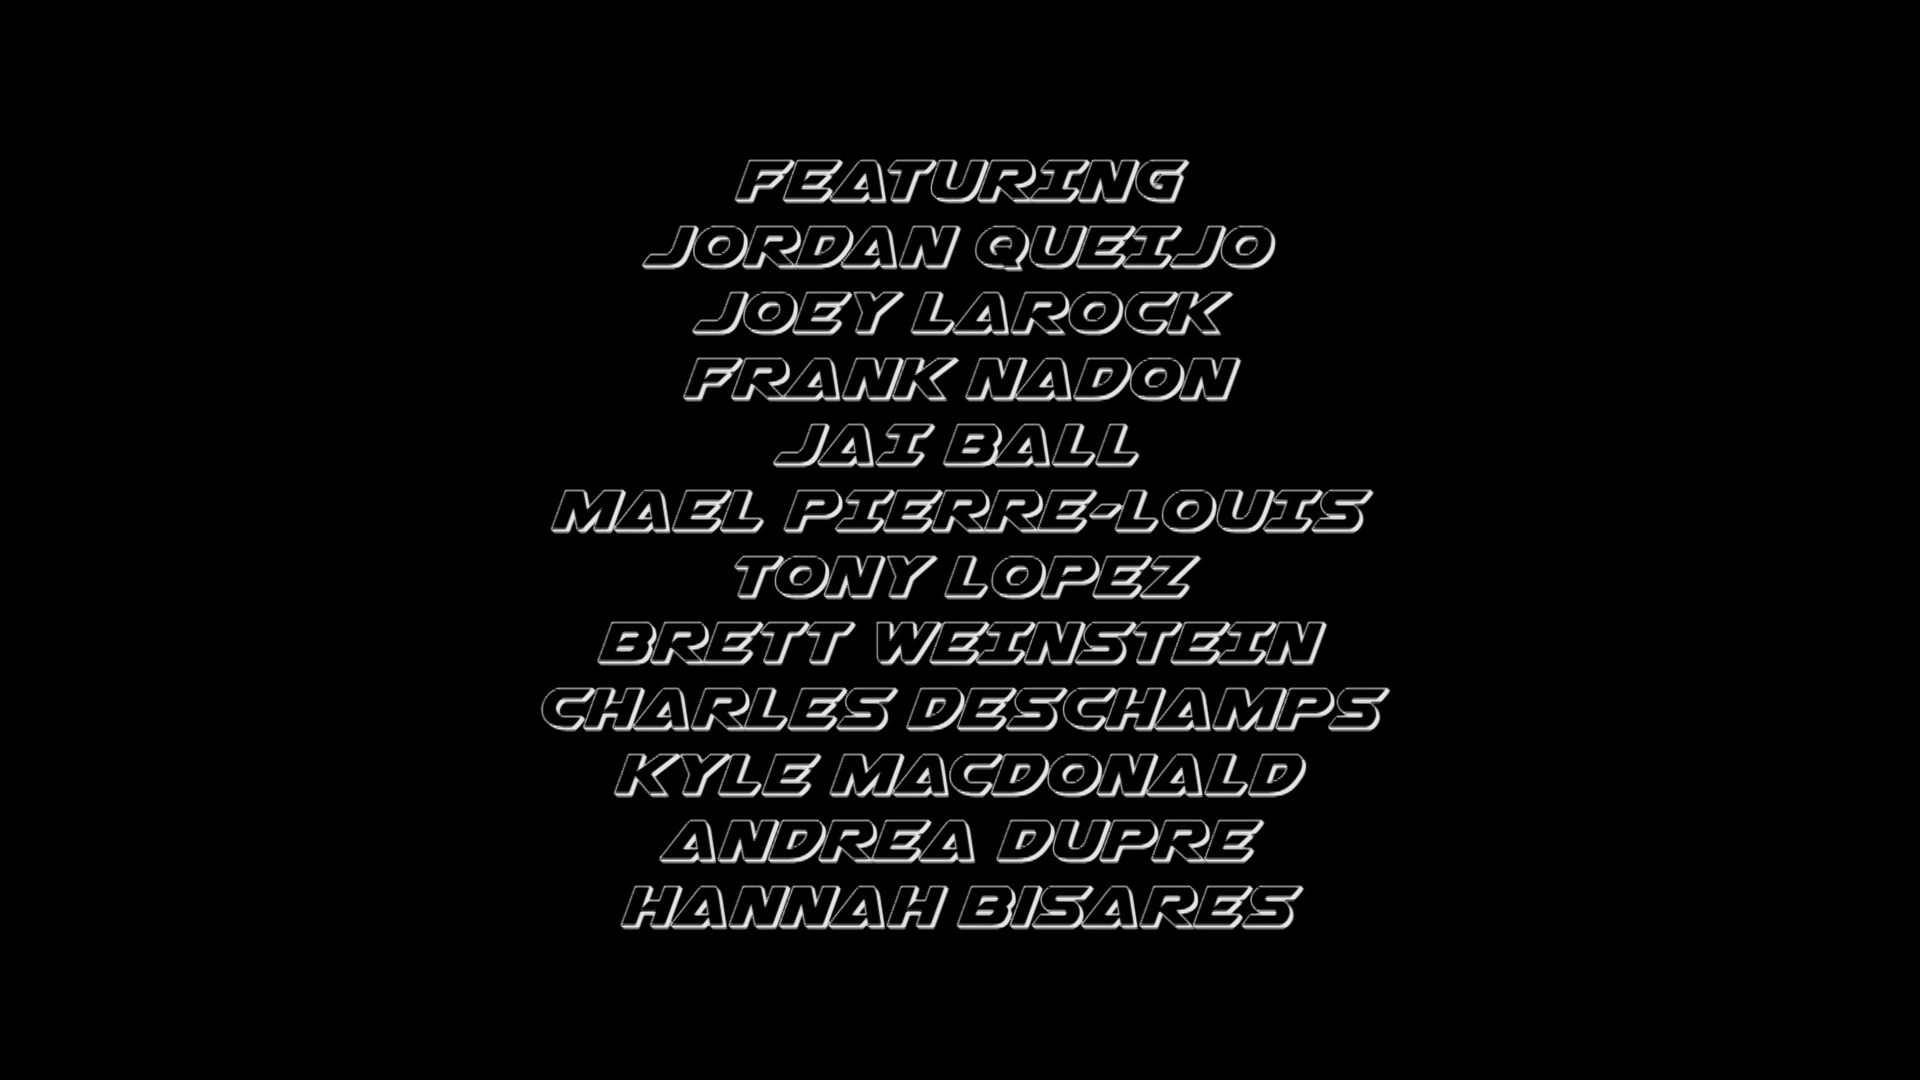 FEATURING
JORDAN QUEIJO
JOEY LAROCK
FRANK NADON
JAI BALL
MAEL PIERRE-LOUIS
TONY LOPEZ
BRETT WEINSTEIN
CHARLES DESCHAMPS
KYLE MACDONALD
ANDREA DUPRE
HANNAH BISARES